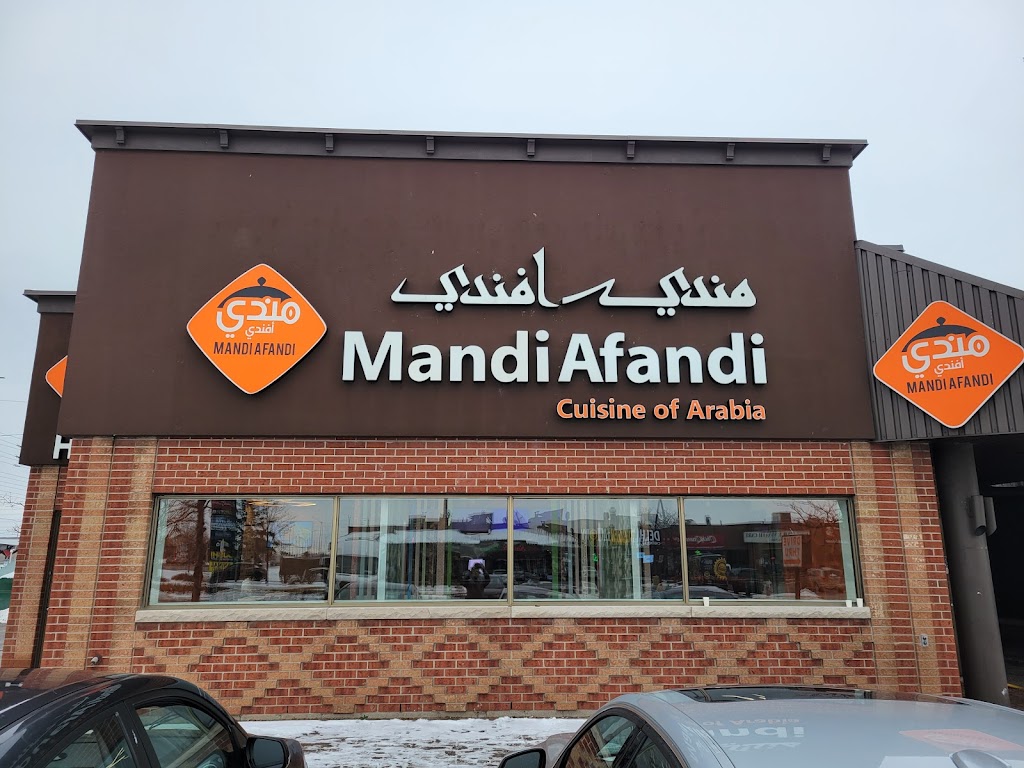 مندي افندي
Mandi Afandi
Cuisine of Arabia
مندي
أفندي
MANDI AFANDI
مندي
أفندي
MANDI AFANDI
H